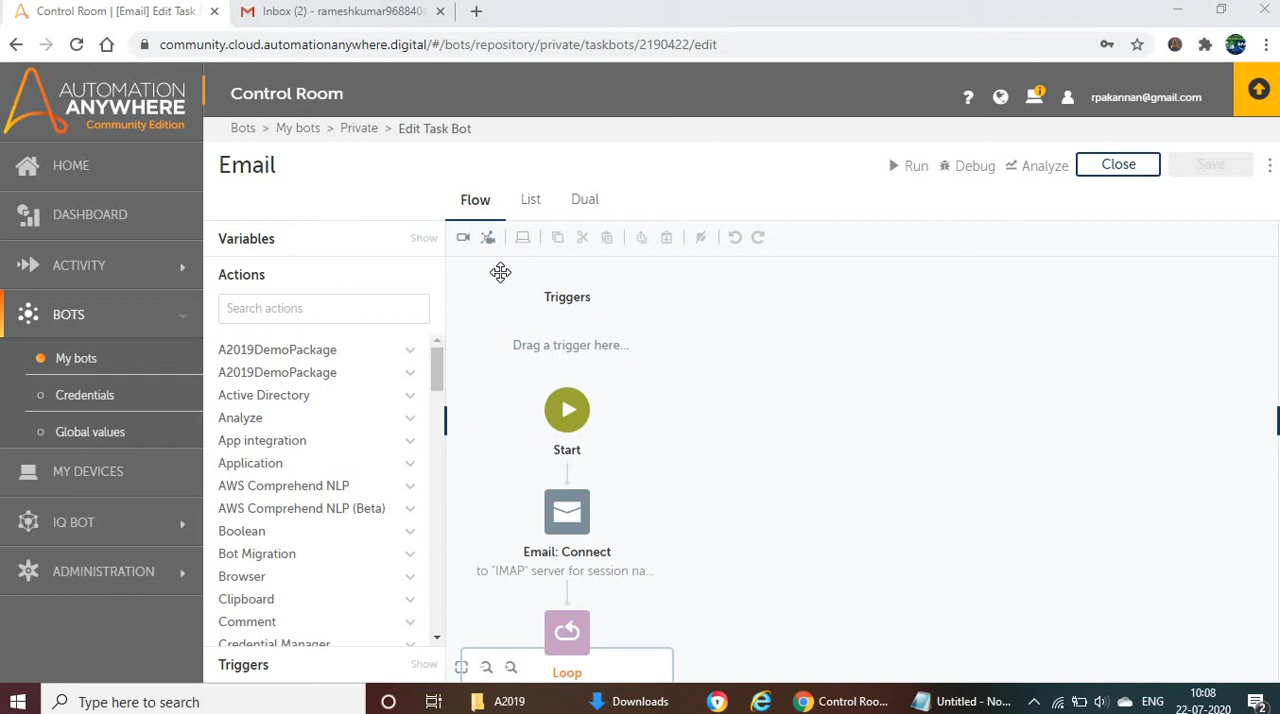 Control Room | [Email] Edit Task
Inbox (2) - rameshkumar968840
community.cloud.automationanywhere.digital/#/bots/repository/private/taskbots/2190422/edit
AUTOMATION
ANYWHERE
Community Edition
Control Room
rpakannan@gmail.com
Bots > My bots > Private > Edit Task Bot
Email
Run
Debug
Analyze
Close
Save
Flow
List
Dual
HOME
DASHBOARD
ACTIVITY
BOTS
My bots
Credentials
Global values
MY DEVICES
IQ BOT
ADMINISTRATION
Variables
Show
Actions
Search actions
A2019DemoPackage
A2019DemoPackage
Active Directory
Analyze
App integration
Application
AWS Comprehend NLP
AWS Comprehend NLP (Beta)
Boolean
Bot Migration
Browser
Clipboard
Comment
Credential Manager
Triggers
Show
Triggers
Drag a trigger here...
Start
Email: Connect
to "IMAP" server for session na...
Loop
Type here to search
A2019
Downloads
Control Roo...
Untitled - No...
ENG
10:08
22-07-2020
2